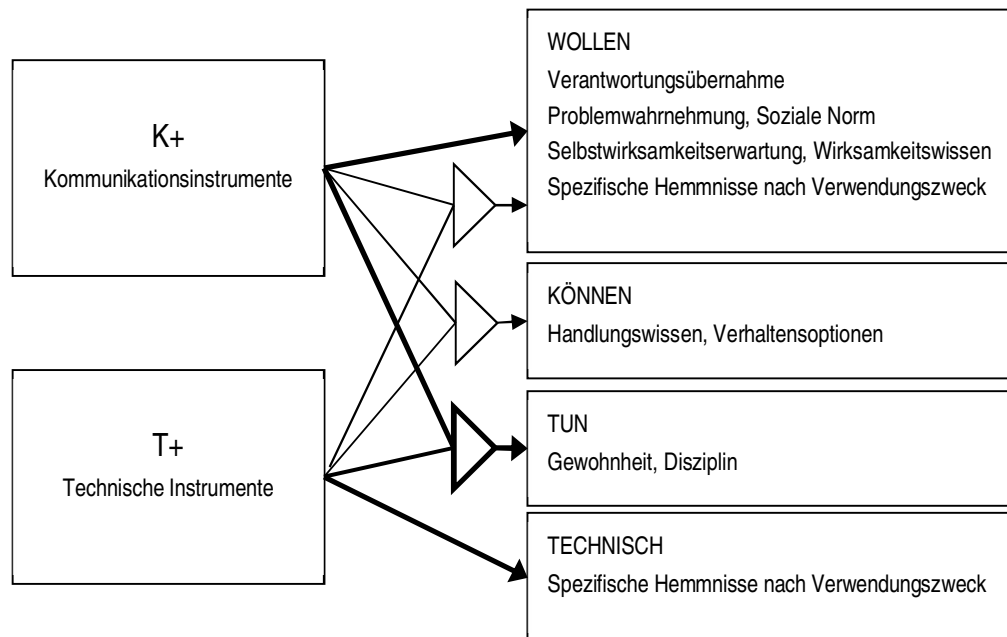 K+
Kommunikationsinstrumente
T+
Technische Instrumente
WOLLEN
Verantwortungsübernahme
Problemwahrnehmung, Soziale Norm
Selbstwirksamkeitserwartung, Wirksamkeitswissen
Spezifische Hemmnisse nach Verwendungszweck
KÖNNEN
Handlungswissen, Verhaltensoptionen
TUN
Gewohnheit, Disziplin
TECHNISCH
Spezifische Hemmnisse nach Verwendungszweck